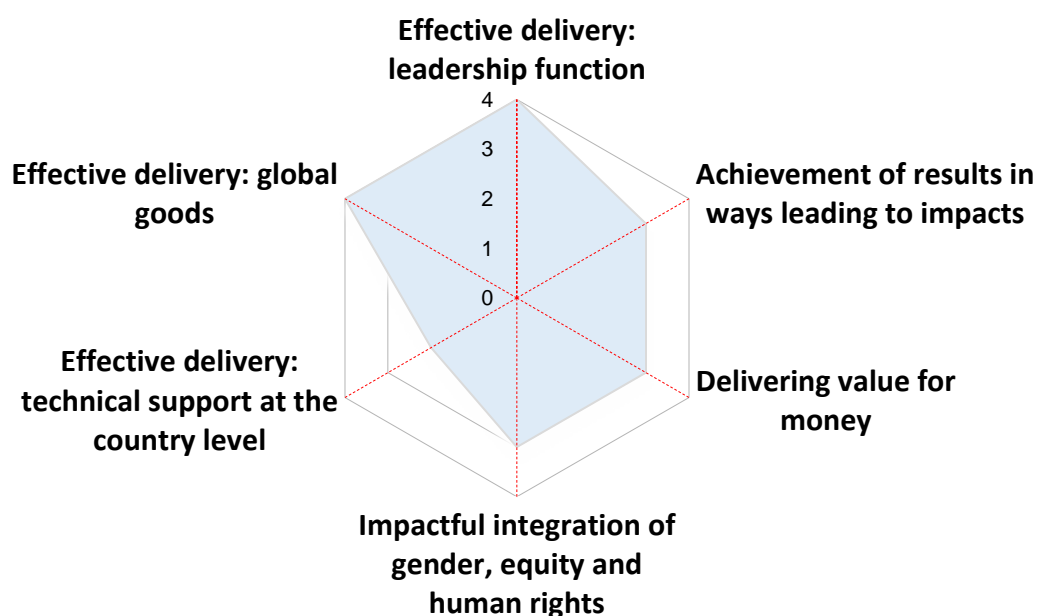 Effective delivery:
leadership function
4
3
2
1
0
Achievement of results in
ways leading to impacts
Delivering value for
money
Impactful integration of
gender, equity and
human rights
Effective delivery:
technical support at the
country level
Effective delivery: global
goods